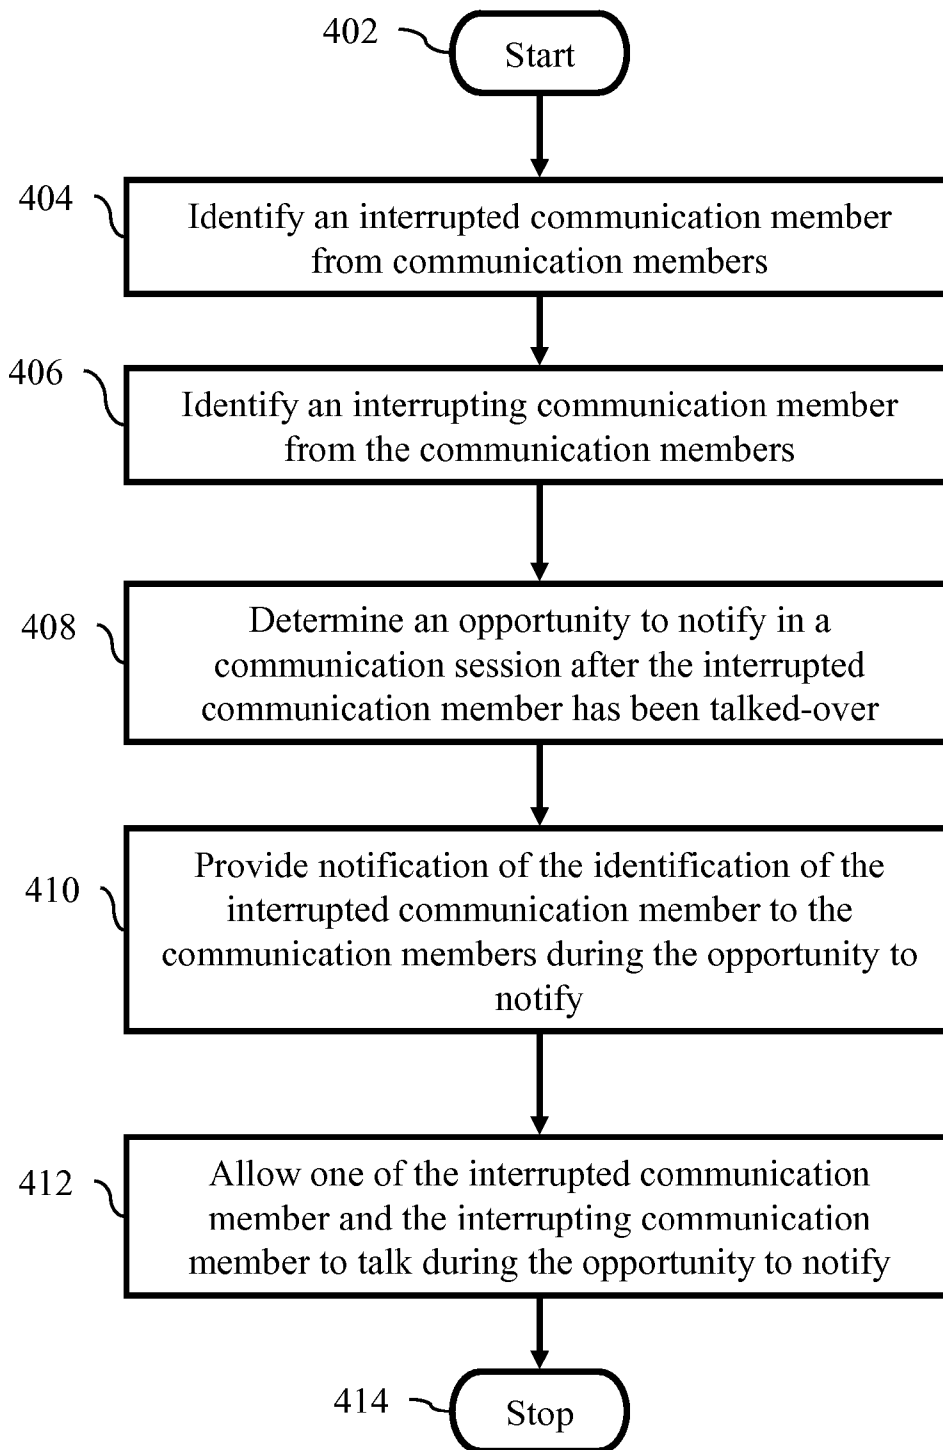 402
Start
404
Identify an interrupted communication member
from communication members
406
Identify an interrupting communication member
from the communication members
408
Determine an opportunity to notify in a
communication session after the interrupted
communication member has been talked-over
410
Provide notification of the identification of the
interrupted communication member to the
communication members during the opportunity to
notify
412
Allow one of the interrupted communication
member and the interrupting communication
member to talk during the opportunity to notify
414
Stop